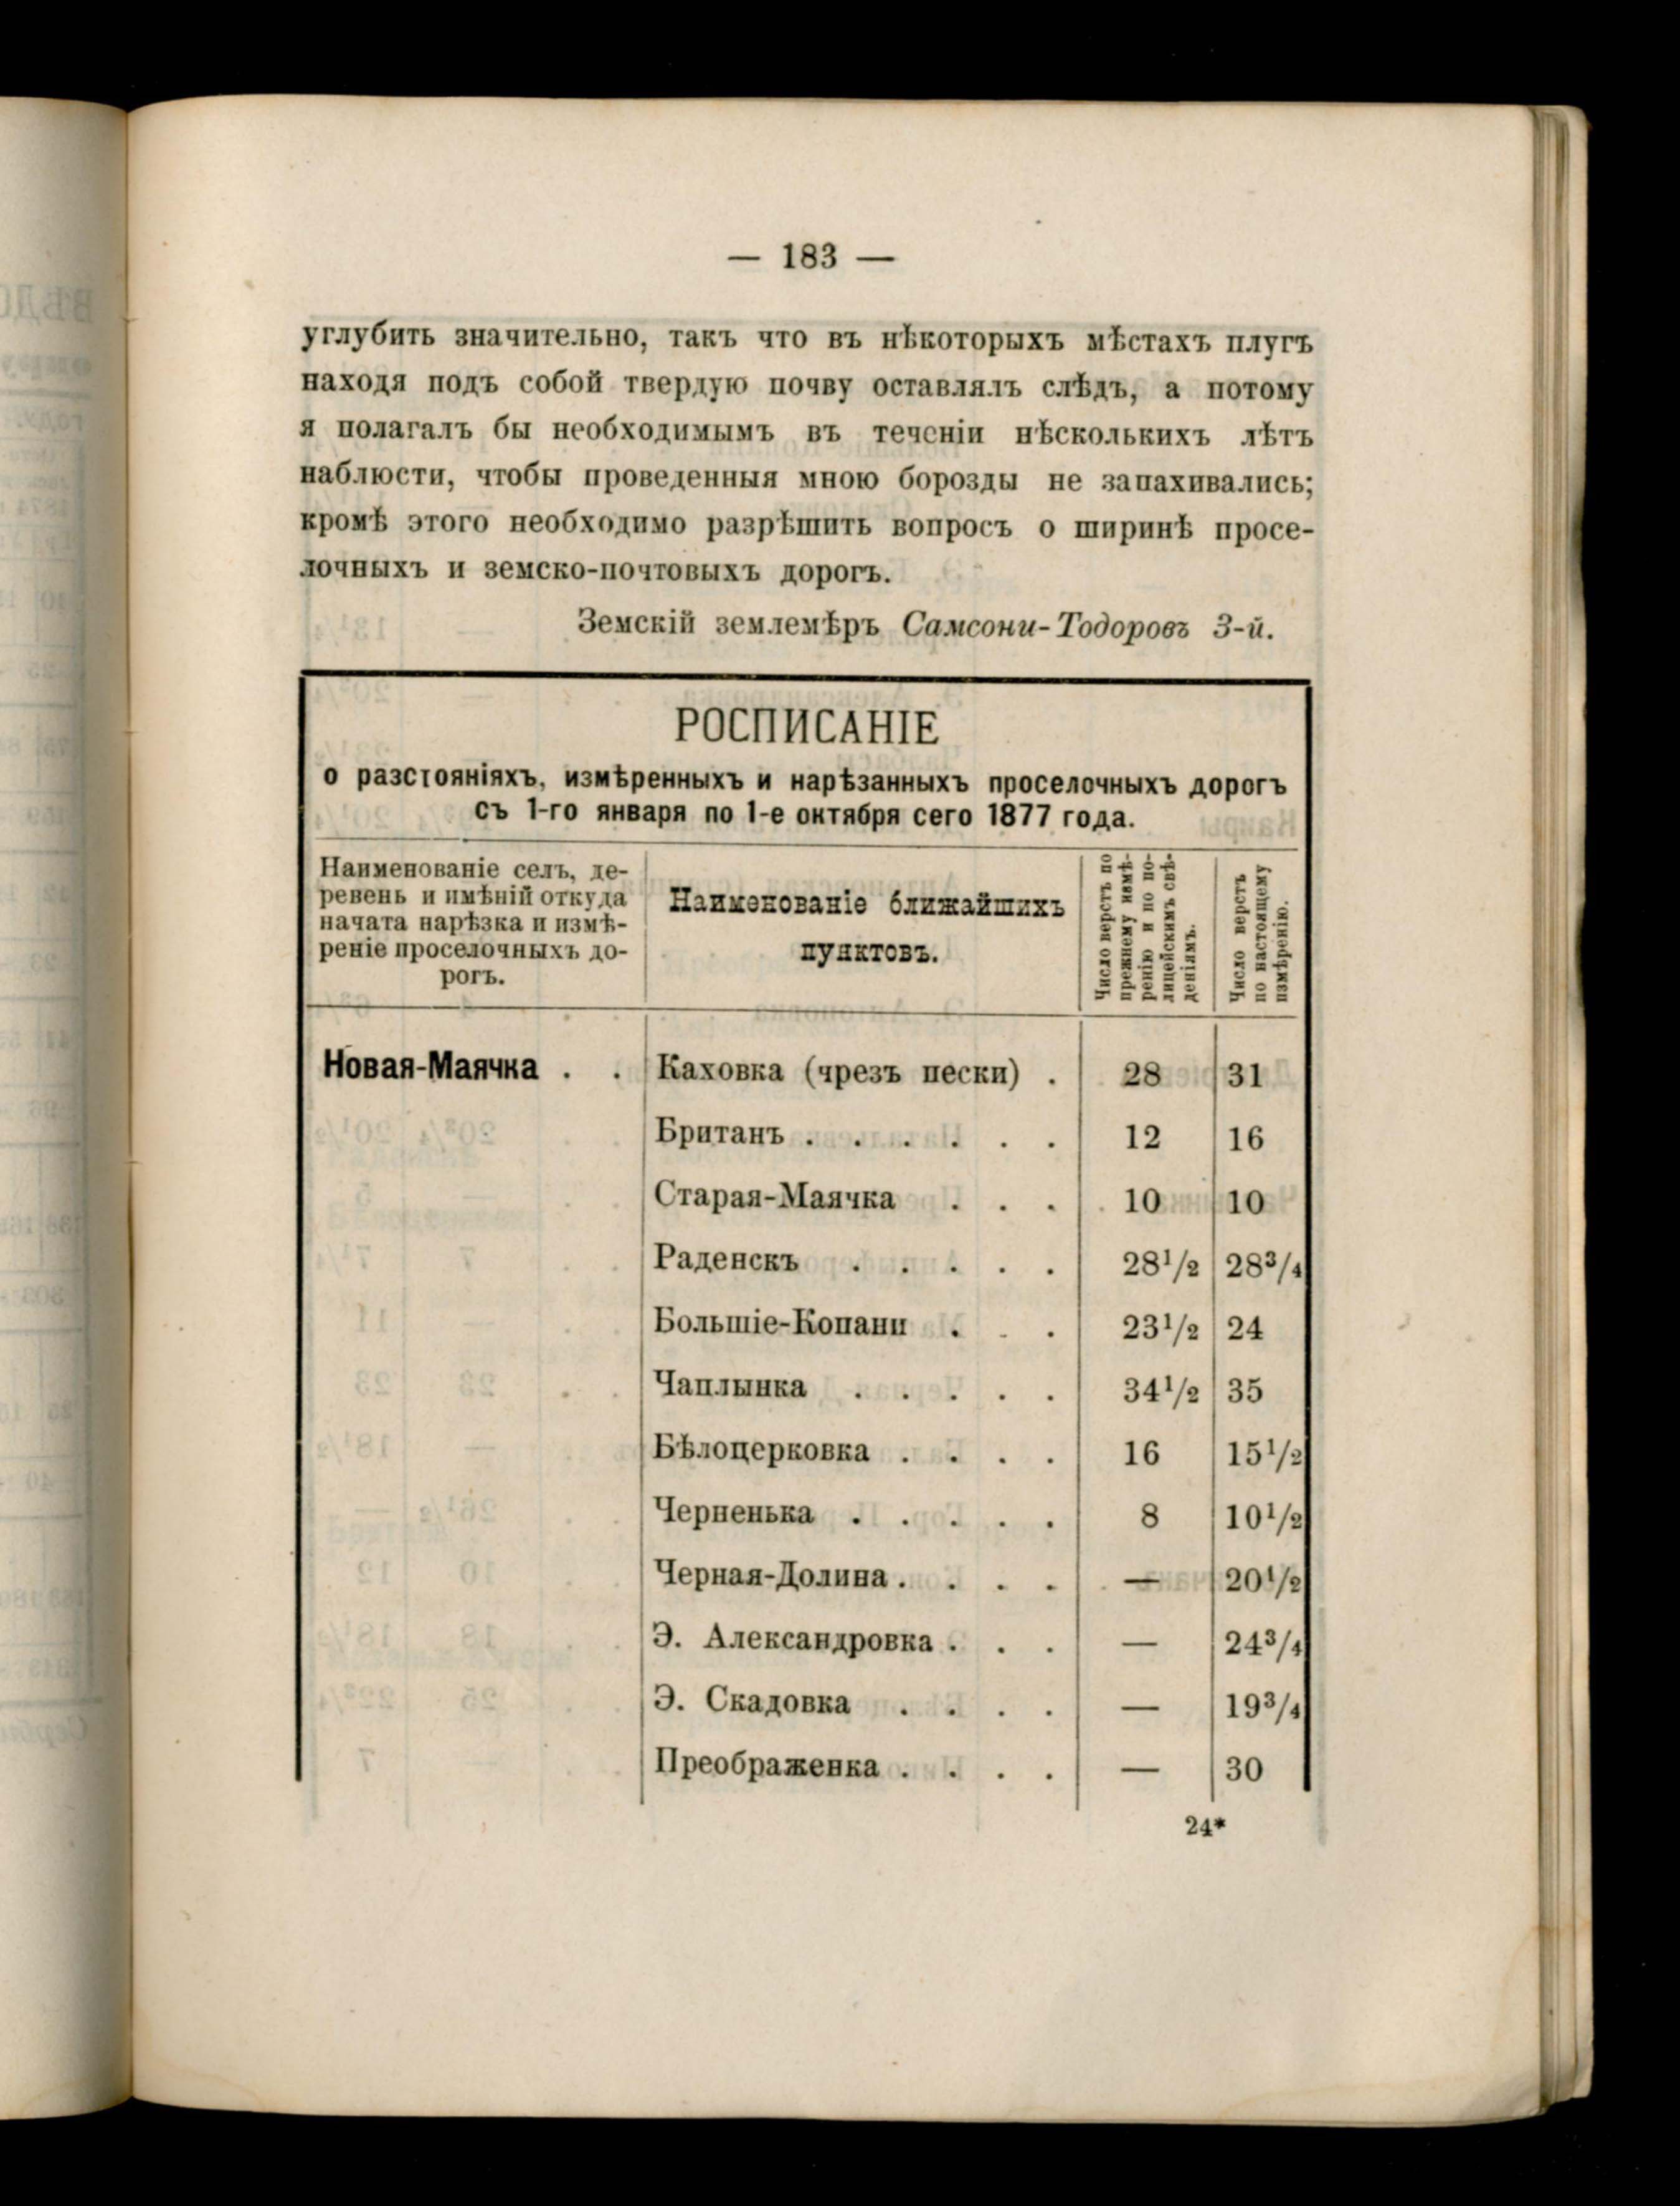 — 183 —
углубить значительно, такъ что въ нѣкоторыхъ мѣстахъ плугъ
находя подъ собой твердую почву оставлялъ слѣдъ, а потому
я полагалъ бы необходимымъ въ теченіи нѣсколькихъ лѣтъ
наблюсти, чтобы проведенныя мною борозды не запахивались;
кромѣ этого необходимо разрѣшить вопросъ о ширинѣ просе-
лочныхъ и земско-почтовыхъ дорогъ.
Земскій землемѣръ Самсони-Тодоровъ 3-й.
РОСПИСАНІЕ
о разстояніяхъ, измѣренныхъ и нарѣзанныхъ проселочныхъ дорогъ
съ 1-го января по 1-е октября сего 1877 года.
Наименованіе селъ, де-
ревень и имѣній откуда
начата нарѣзка и измѣ-
реніе проселочныхъ до-
рогъ.
Наименованіе ближайшихъ
пунктовъ.
Число верстъ по
прежнему измѣ-
ренію и по по-
лицейскимъ свѣ-
деніямъ.
Число верстъ
по настоящему
измѣренію.
Новая-Маячка . . Каховка (чрезъ пески) . 28 31
Британъ . . . . . . 12 16
Старая-Маячка . . . 10 10
Раденскъ . . . . . 28¹/₂ 28³/₄
Большіе-Копани . . . 23¹/₂ 24
Чаплынка . . . . . 34¹/₂ 35
Бѣлоцерковка . . . . 16 15¹/₂
Черненька . . . . . 8 10¹/₂
Черная-Долина . . . . — 20¹/₂
Э. Александровка . . . — 24³/₄
Э. Скадовка . . . . — 19³/₄
Преображенка . . . . — 30
24*